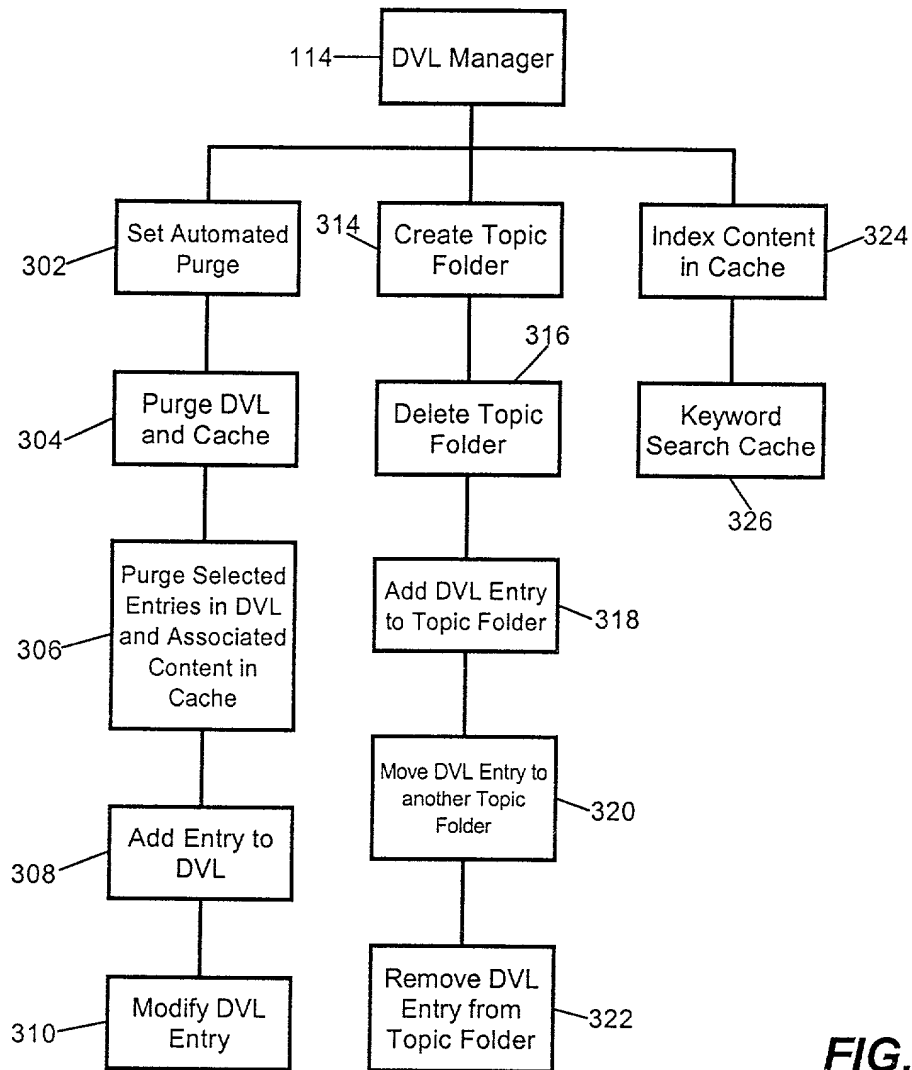 DVL Manager
114
Set Automated
Purge
302
314
Create Topic
Folder
Index Content
in Cache
324
316
Purge DVL
and Cache
304
Delete Topic
Folder
Keyword
Search Cache
326
Purge Selected
Entries in DVL
and Associated
Content in
Cache
306
Add DVL Entry
to Topic Folder
318
Move DVL Entry to
another Topic
Folder
320
Add Entry to
DVL
308
Modify DVL
Entry
310
Remove DVL
Entry from
Topic Folder
322
FIG.